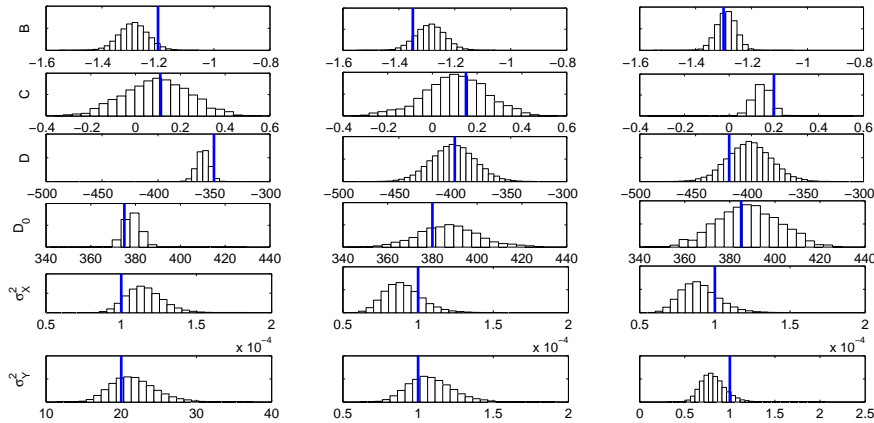 B
−1.6 −1.4 −1.2 −1 −0.8 −1.6 −1.4 −1.2 −1 −0.8 −1.6 −1.4 −1.2 −1 −0.8
C
−0.4 −0.2 0 0.2 0.4 0.6 −0.4 −0.2 0 0.2 0.4 0.6 −0.4 −0.2 0 0.2 0.4 0.6
D
−500 −450 −400 −350 −300 −500 −450 −400 −350 −300 −500 −450 −400 −350 −300
D₀
340 360 380 400 420 440 340 360 380 400 420 440 340 360 380 400 420 440
σ²X
0.5 1 1.5 2 0.5 1 1.5 2 0.5 1 1.5 2
x 10⁻⁴ x 10⁻⁴ x 10⁻⁴
σ²Y
10 20 30 40 0.5 1 1.5 2 0 0.5 1 1.5 2 2.5